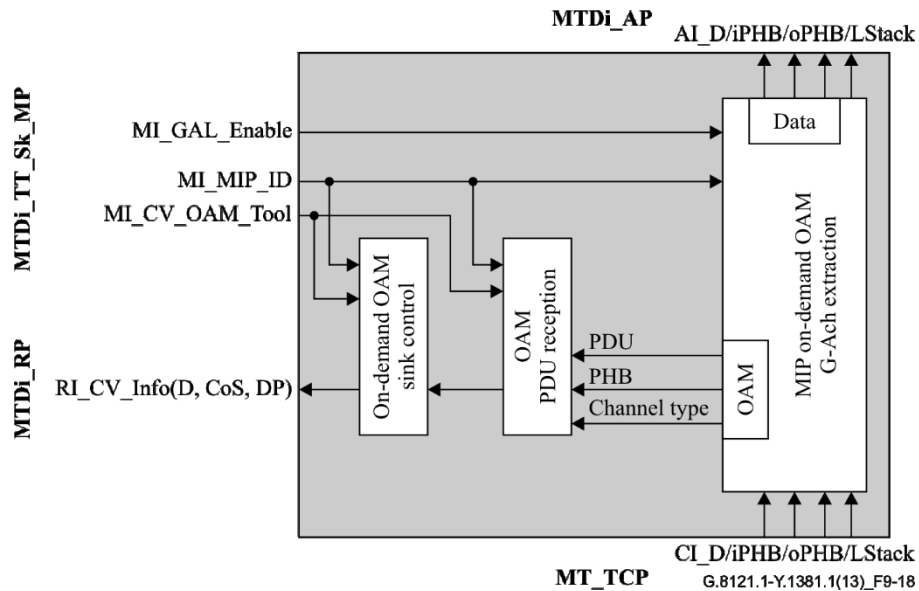 MTDi_AP
AI_D/iPHB/oPHB/LStack
MTDi_TT_Sk_MP
MI_GAL_Enable
Data
MI_MIP_ID
MI_CV_OAM_Tool
On-demand OAM
sink control
OAM
PDU reception
MIP on-demand OAM
G-Ach extraction
PDU
PHB
Channel type
OAM
MTDi_RP
RI_CV_Info(D, CoS, DP)
CI_D/iPHB/oPHB/LStack
MT_TCP
G.8121.1-Y.1381.1(13)_F9-18